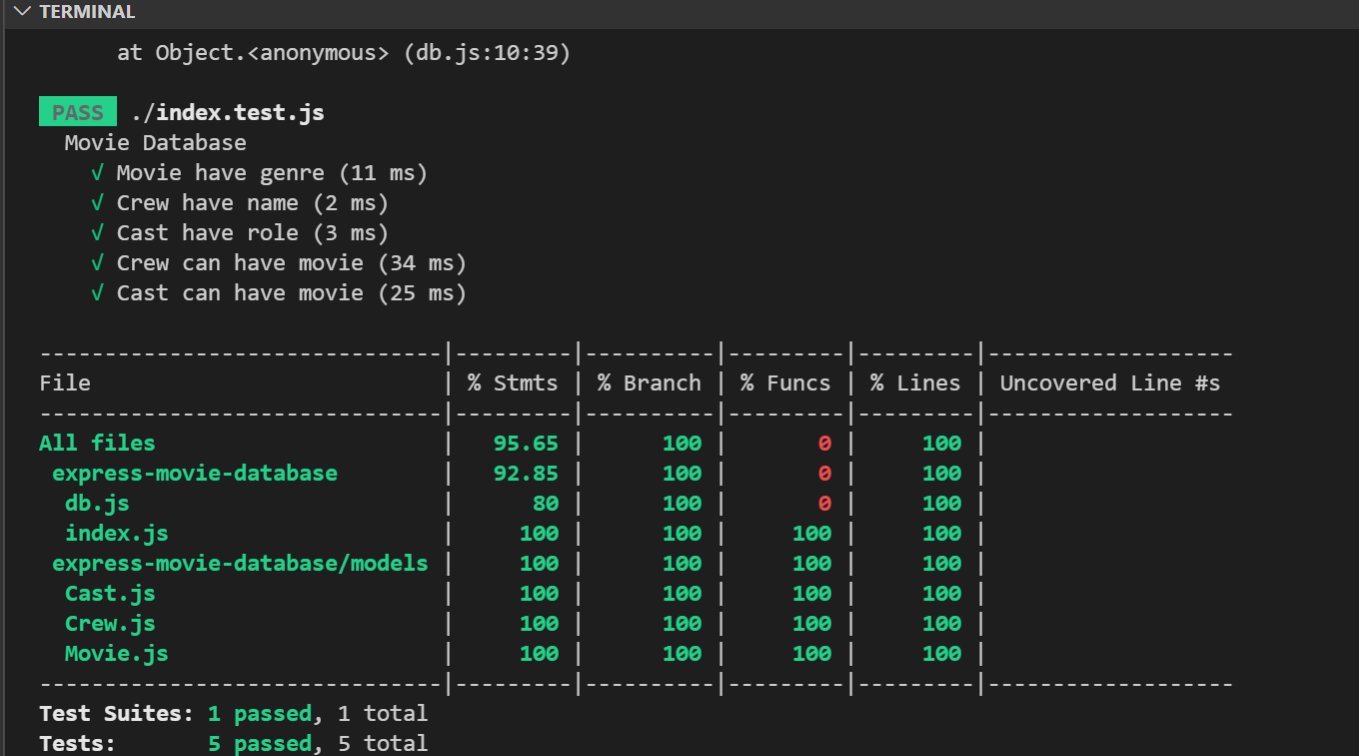 TERMINAL
at Object.<anonymous> (db.js:10:39)
PASS ./index.test.js
Movie Database
√ Movie have genre (11 ms)
√ Crew have name (2 ms)
√ Cast have role (3 ms)
√ Crew can have movie (34 ms)
√ Cast can have movie (25 ms)
-------------------------------|---------|----------|---------|---------|-------------------
File | % Stmts | % Branch | % Funcs | % Lines | Uncovered Line #s
-------------------------------|---------|----------|---------|---------|-------------------
All files | 95.65 | 100 | 0 | 100 |
express-movie-database | 92.85 | 100 | 0 | 100 |
db.js | 80 | 100 | 0 | 100 |
index.js | 100 | 100 | 100 | 100 |
express-movie-database/models | 100 | 100 | 100 | 100 |
Cast.js | 100 | 100 | 100 | 100 |
Crew.js | 100 | 100 | 100 | 100 |
Movie.js | 100 | 100 | 100 | 100 |
-------------------------------|---------|----------|---------|---------|-------------------
Test Suites: 1 passed, 1 total
Tests: 5 passed, 5 total